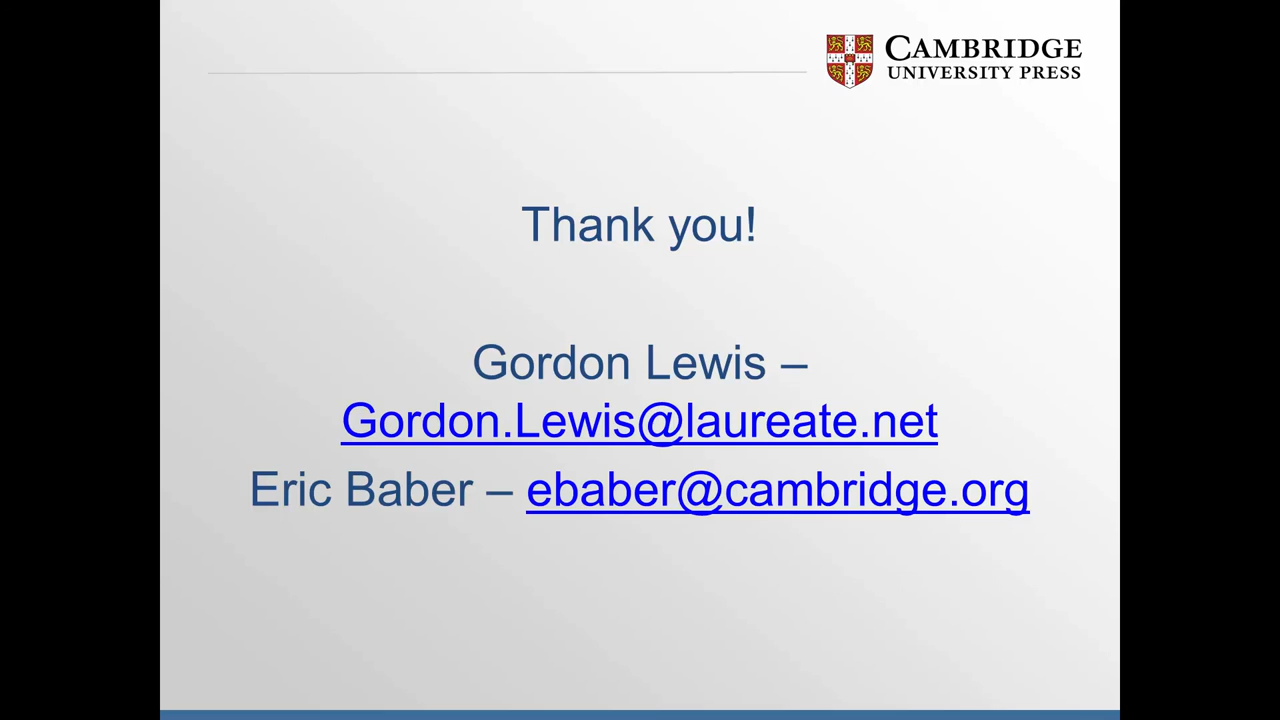 CAMBRIDGE
UNIVERSITY PRESS
Thank you!
Gordon Lewis –
Gordon.Lewis@laureate.net
Eric Baber – ebaber@cambridge.org